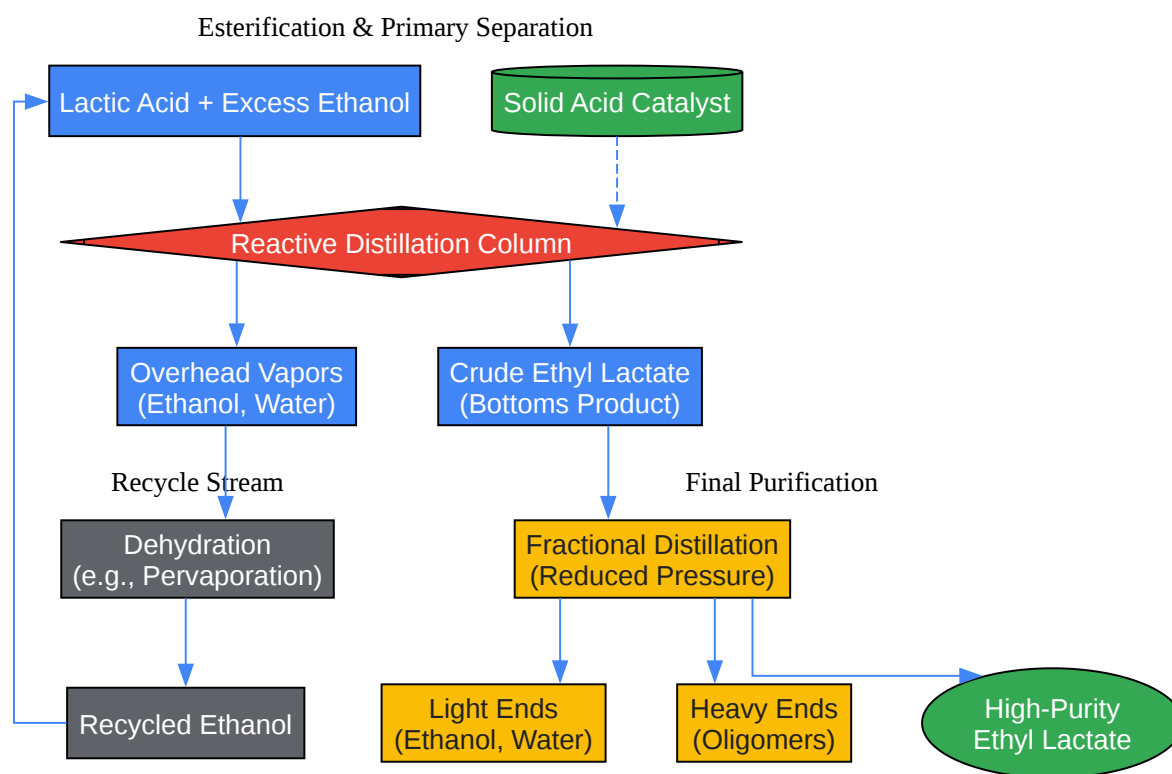 Esterification & Primary Separation
Lactic Acid + Excess Ethanol
Solid Acid Catalyst
Reactive Distillation Column
Overhead Vapors
(Ethanol, Water)
Crude Ethyl Lactate
(Bottoms Product)
Recycle Stream
Final Purification
Dehydration
(e.g., Pervaporation)
Fractional Distillation
(Reduced Pressure)
Recycled Ethanol
Light Ends
(Ethanol, Water)
Heavy Ends
(Oligomers)
High-Purity
Ethyl Lactate